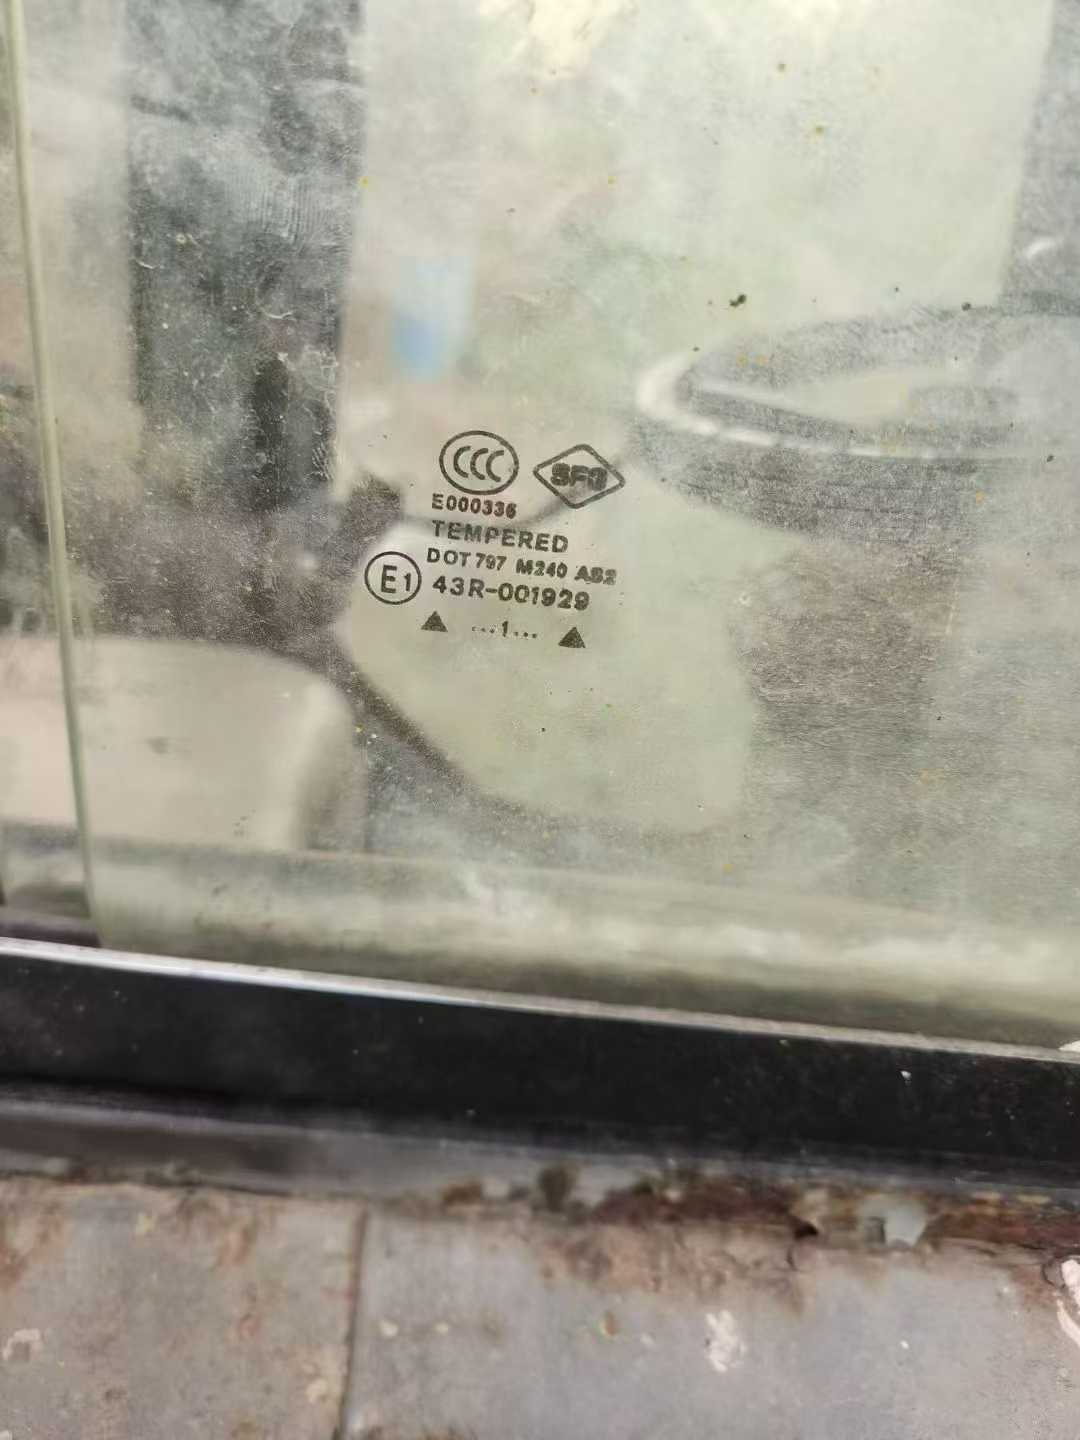 CCC SFG
E000336
TEMPERED
DOT 797 M240 AS2
E1 43R-001929
▲ ...1... ▲